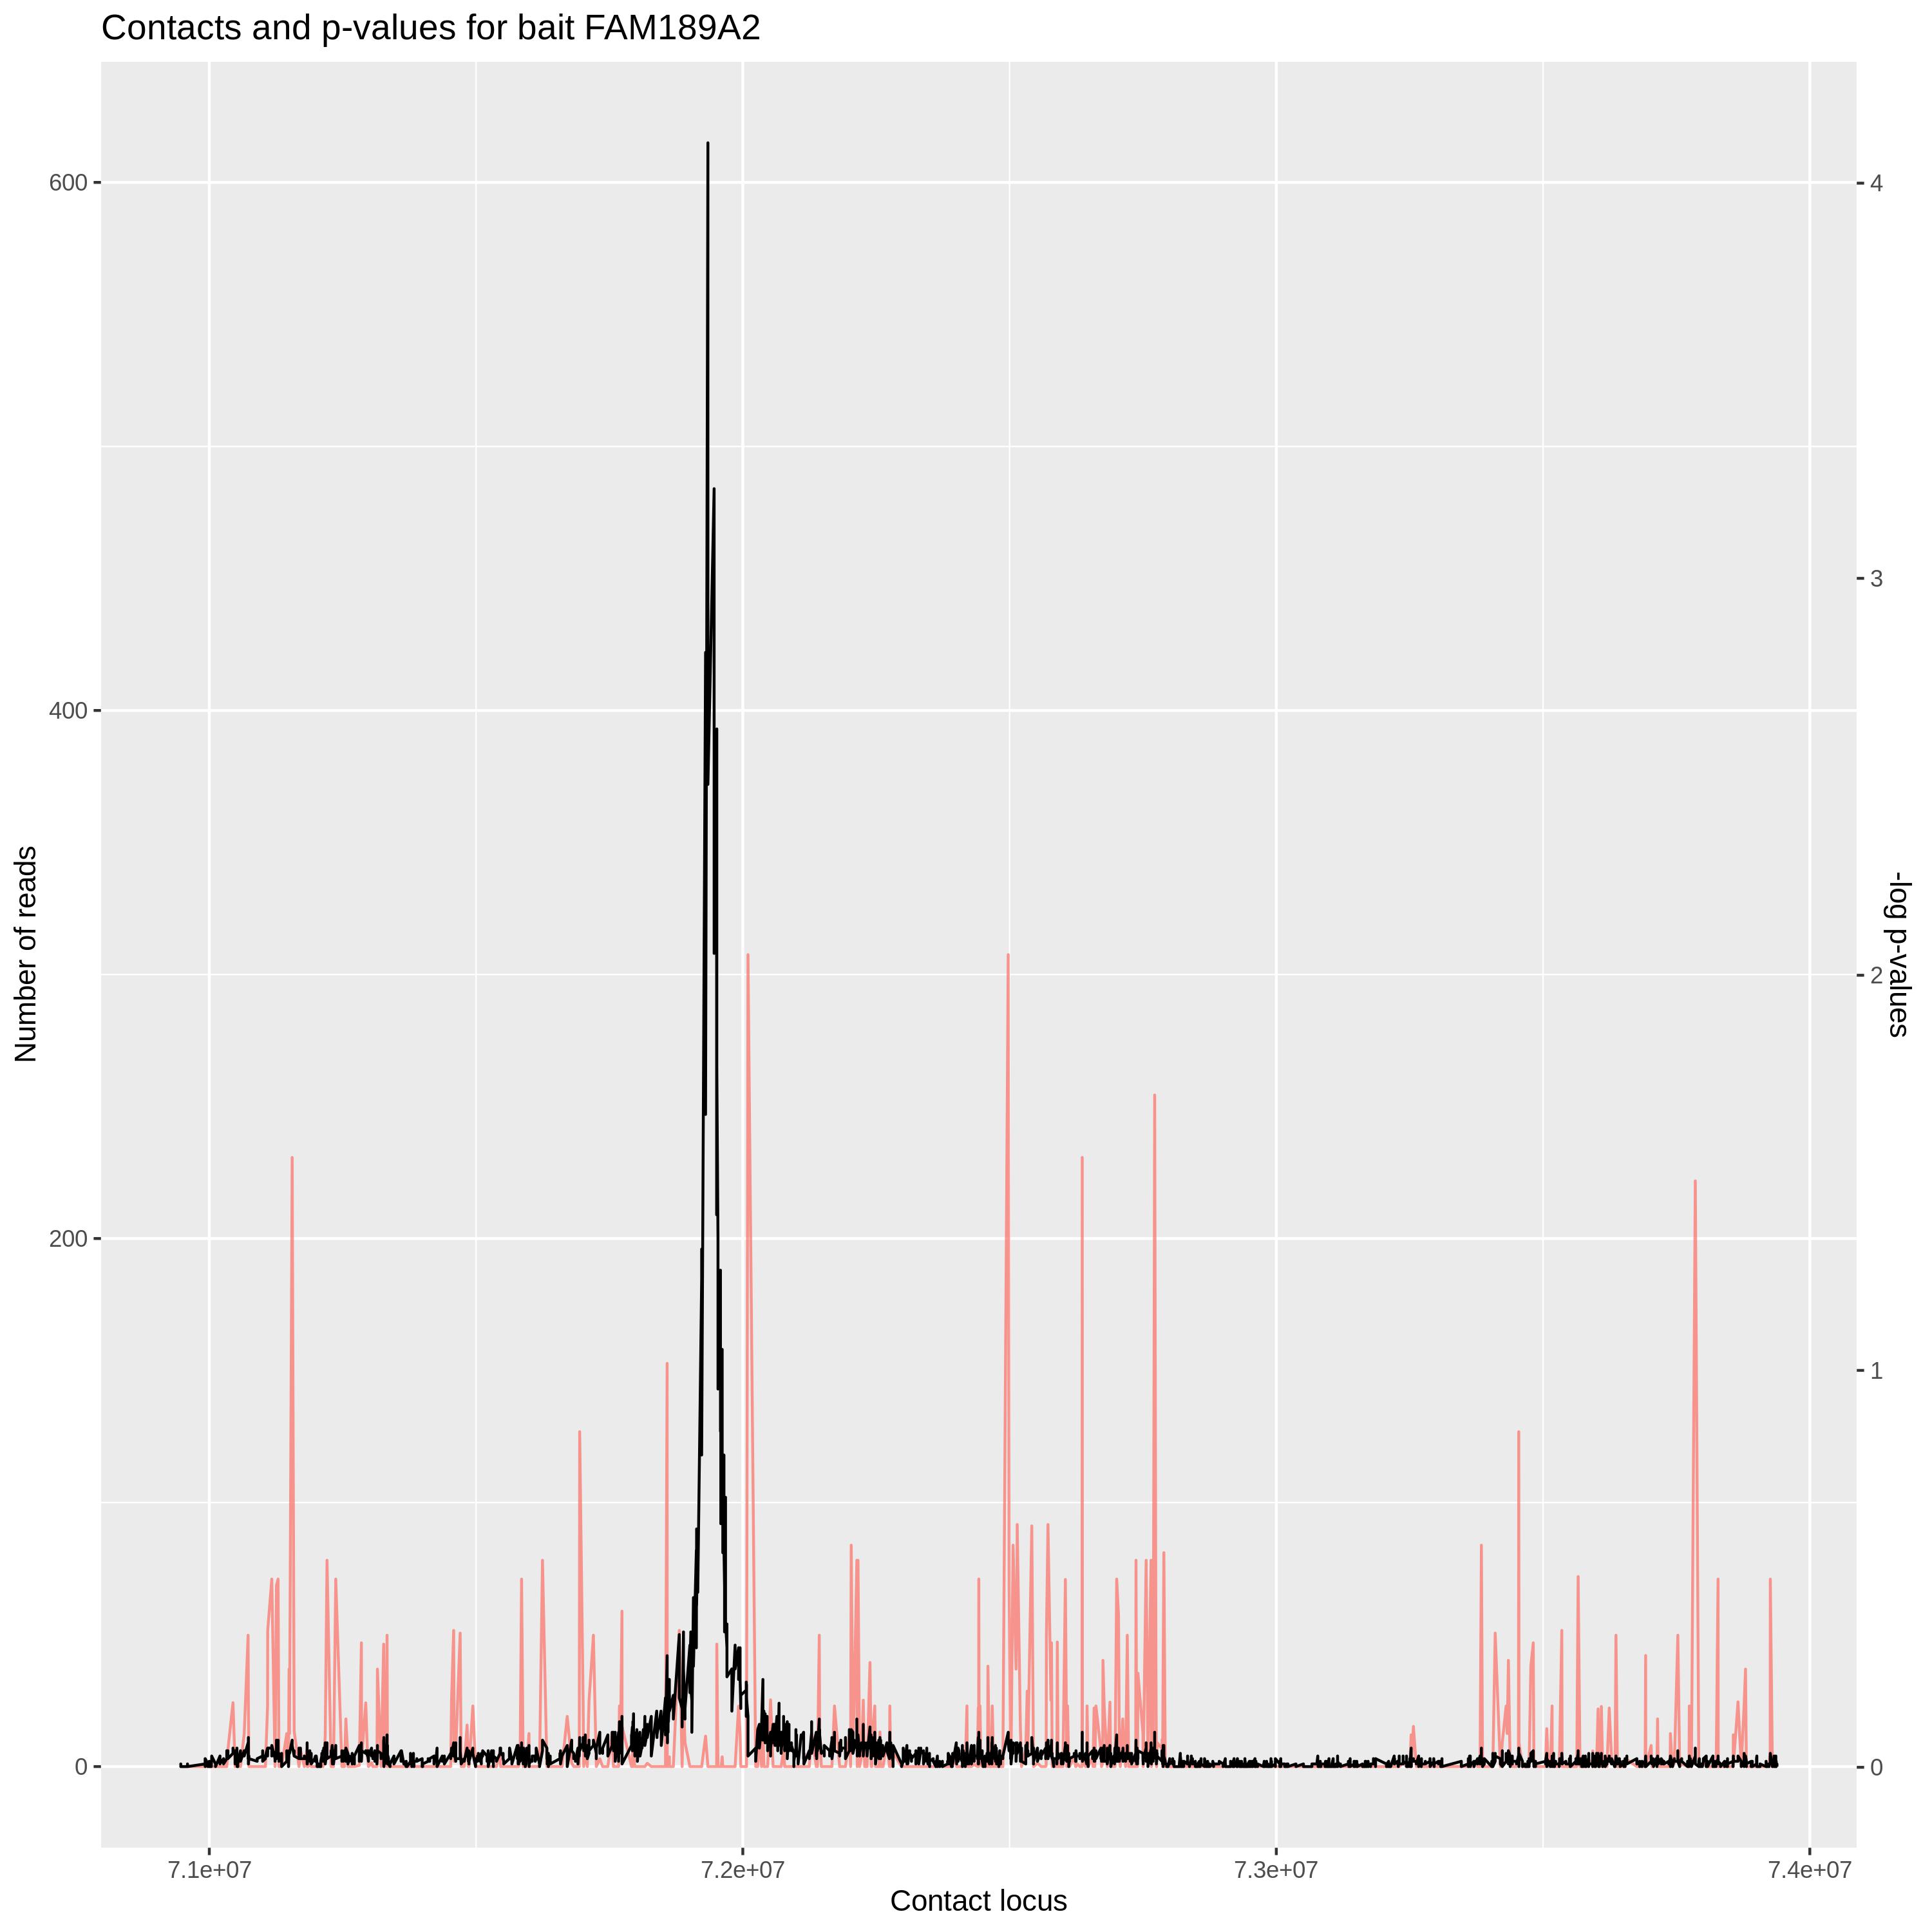 Contacts and p-values for bait FAM189A2
600
400
200
0
Number of reads
4
3
2
1
0
-log p-values
7.1e+07 7.2e+07 7.3e+07 7.4e+07
Contact locus